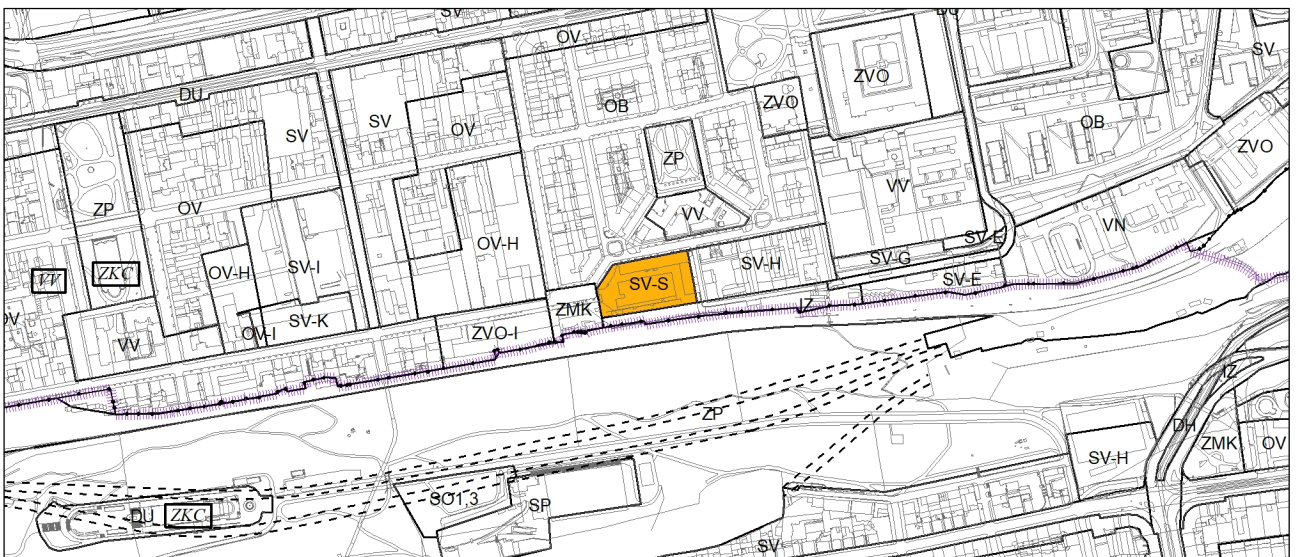 SV
DU
OV
SV
ZVO
DU
OB
ZVO
SV
SV
OV
OB
ZVO
ZP
ZP
OV
VV
VV
VN
OV-H
SV-E
VV
ZKC
OV-H
SV-I
SV-H
SV-G
SV-S
SV-E
OV
ZMK
IZ
OV-I
SV-K
ZVO-I
VV
IZ
ZP
DH
ZMK
OV
SV-H
SO1,3
SP
DU
ZKC
SV